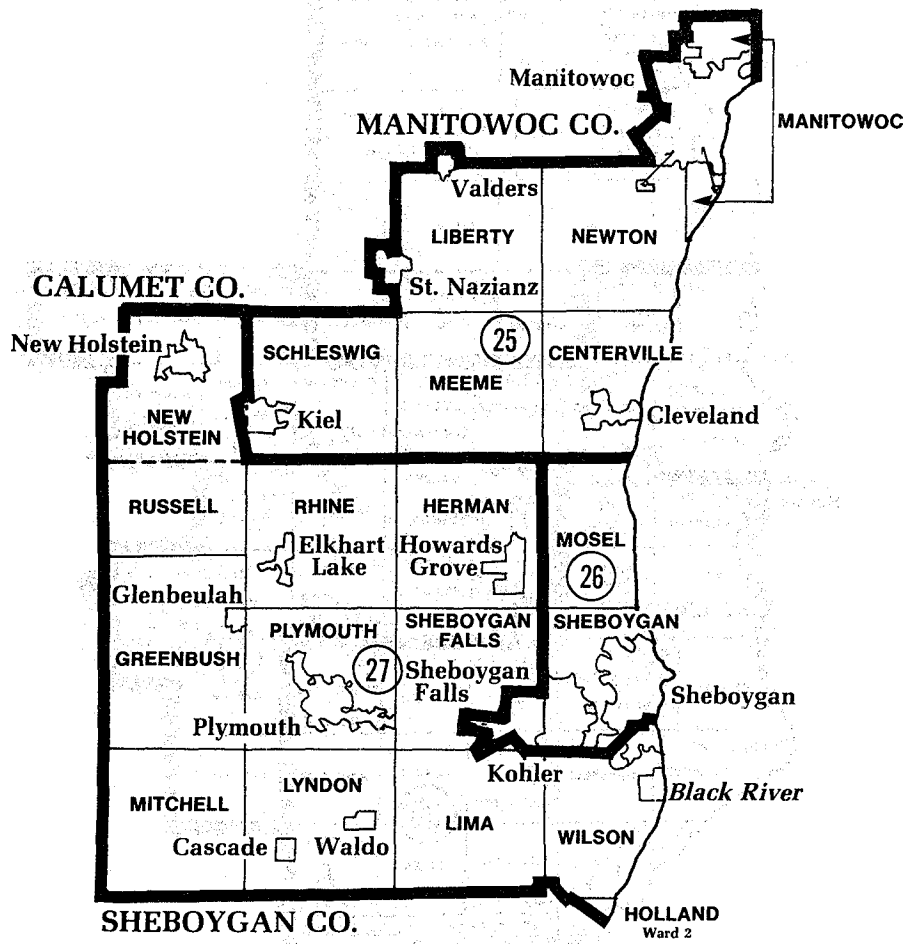 Manitowoc
MANITOWOC CO.
MANITOWOC
Valders
LIBERTY
NEWTON
St. Nazianz
CALUMET CO.
New Holstein
SCHLESWIG
25
CENTERVILLE
MEEME
NEW
HOLSTEIN
Kiel
Cleveland
RUSSELL
RHINE
HERMAN
MOSEL
Elkhart
Lake
Howards
Grove
26
Glenbeulah
PLYMOUTH
SHEBOYGAN
FALLS
SHEBOYGAN
GREENBUSH
27
Sheboygan
Falls
Sheboygan
Plymouth
Kohler
Black River
MITCHELL
LYNDON
LIMA
WILSON
Cascade
Waldo
SHEBOYGAN CO.
HOLLAND
Ward 2